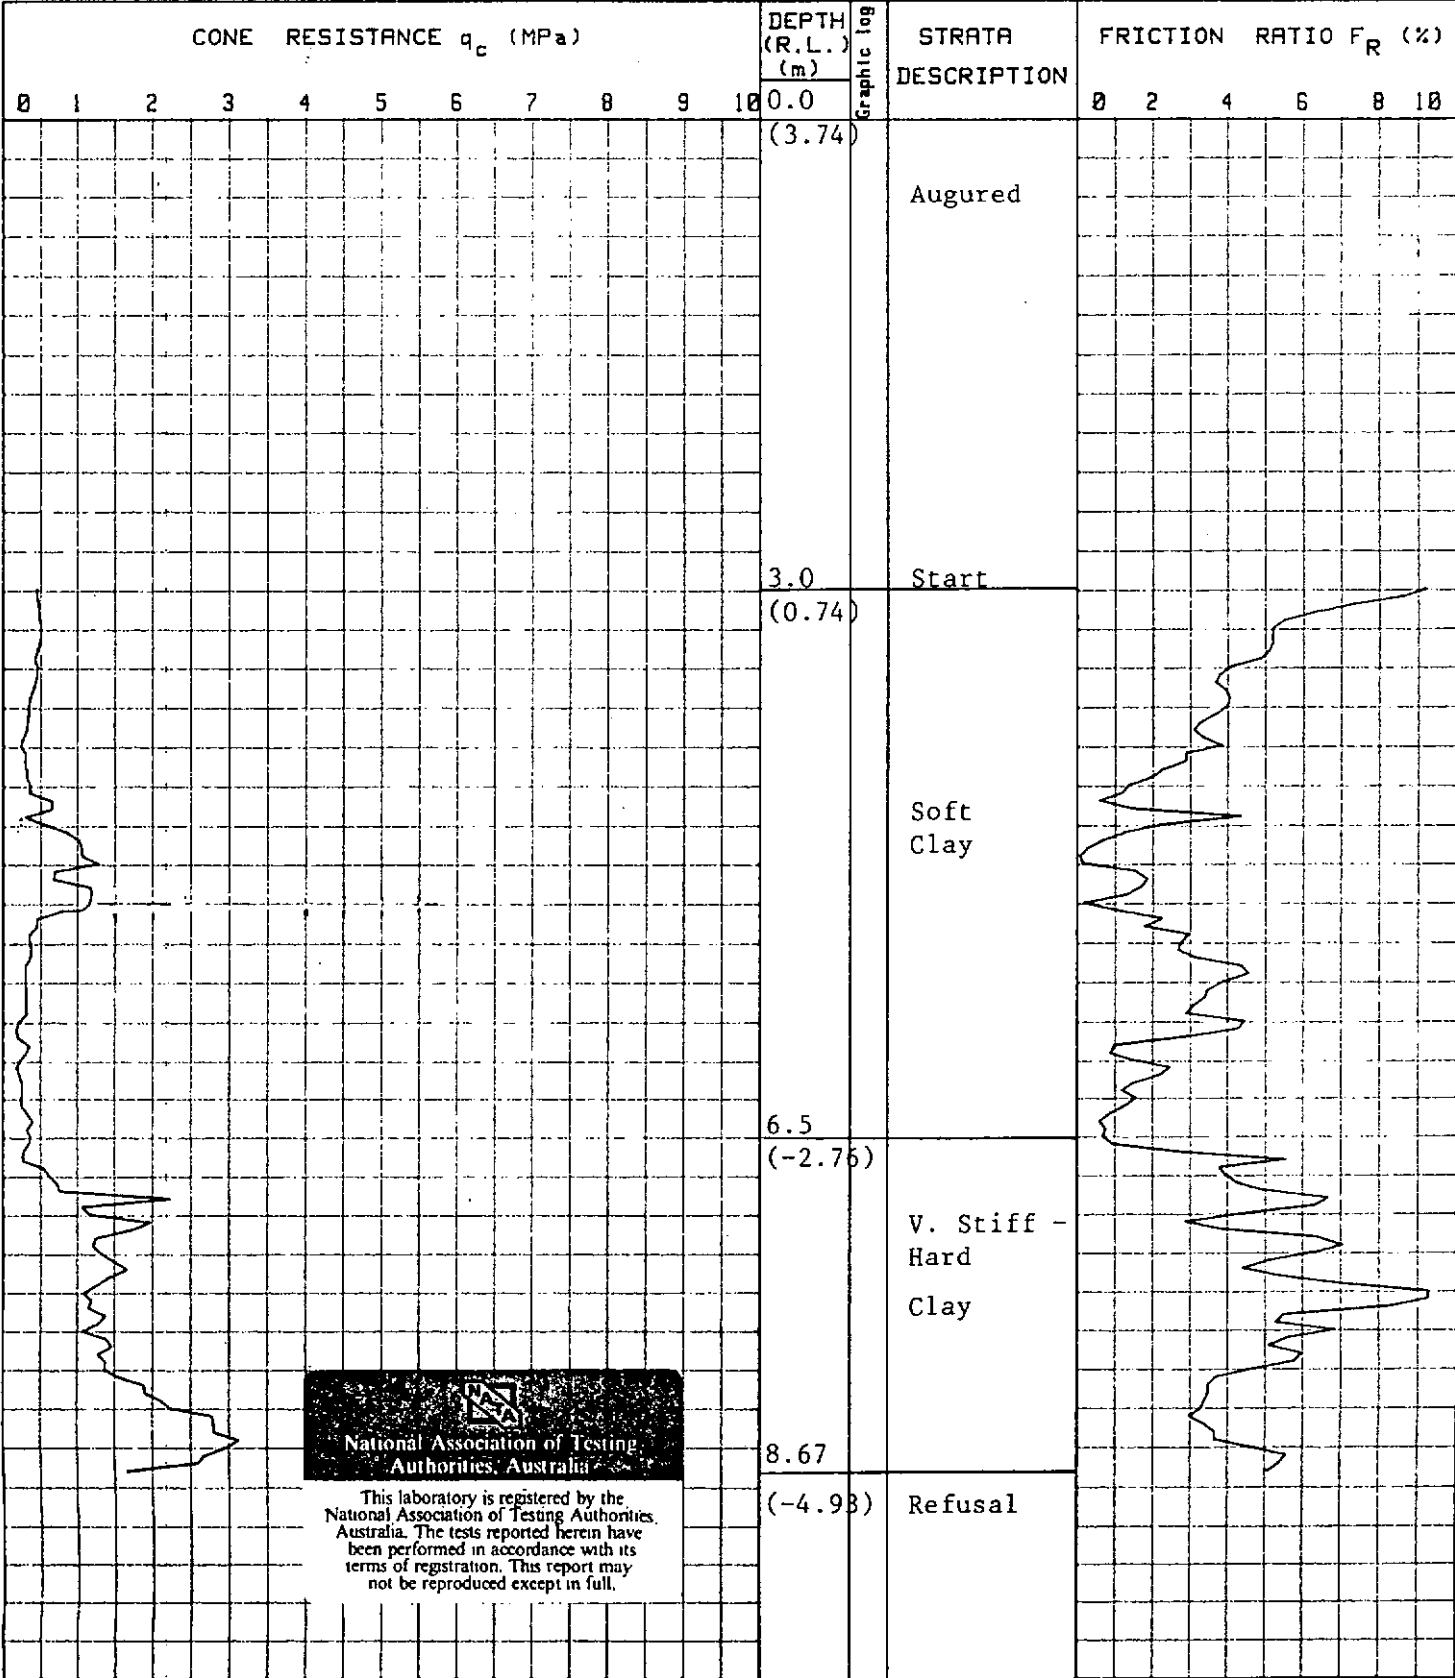 CONE RESISTANCE qc (MPa)
0 1 2 3 4 5 6 7 8 9 10
DEPTH
(R.L.)
(m)
0.0
Graphic log
STRATA
DESCRIPTION
FRICTION RATIO FR (%)
0 2 4 6 8 10
(3.74)
Augured
3.0
Start
(0.74)
Soft
Clay
6.5
(-2.76)
V. Stiff -
Hard
Clay
8.67
(-4.93)
Refusal
NATA
National Association of Testing
Authorities, Australia
This laboratory is registered by the
National Association of Testing Authorities,
Australia. The tests reported herein have
been performed in accordance with its
terms of registration. This report may
not be reproduced except in full.